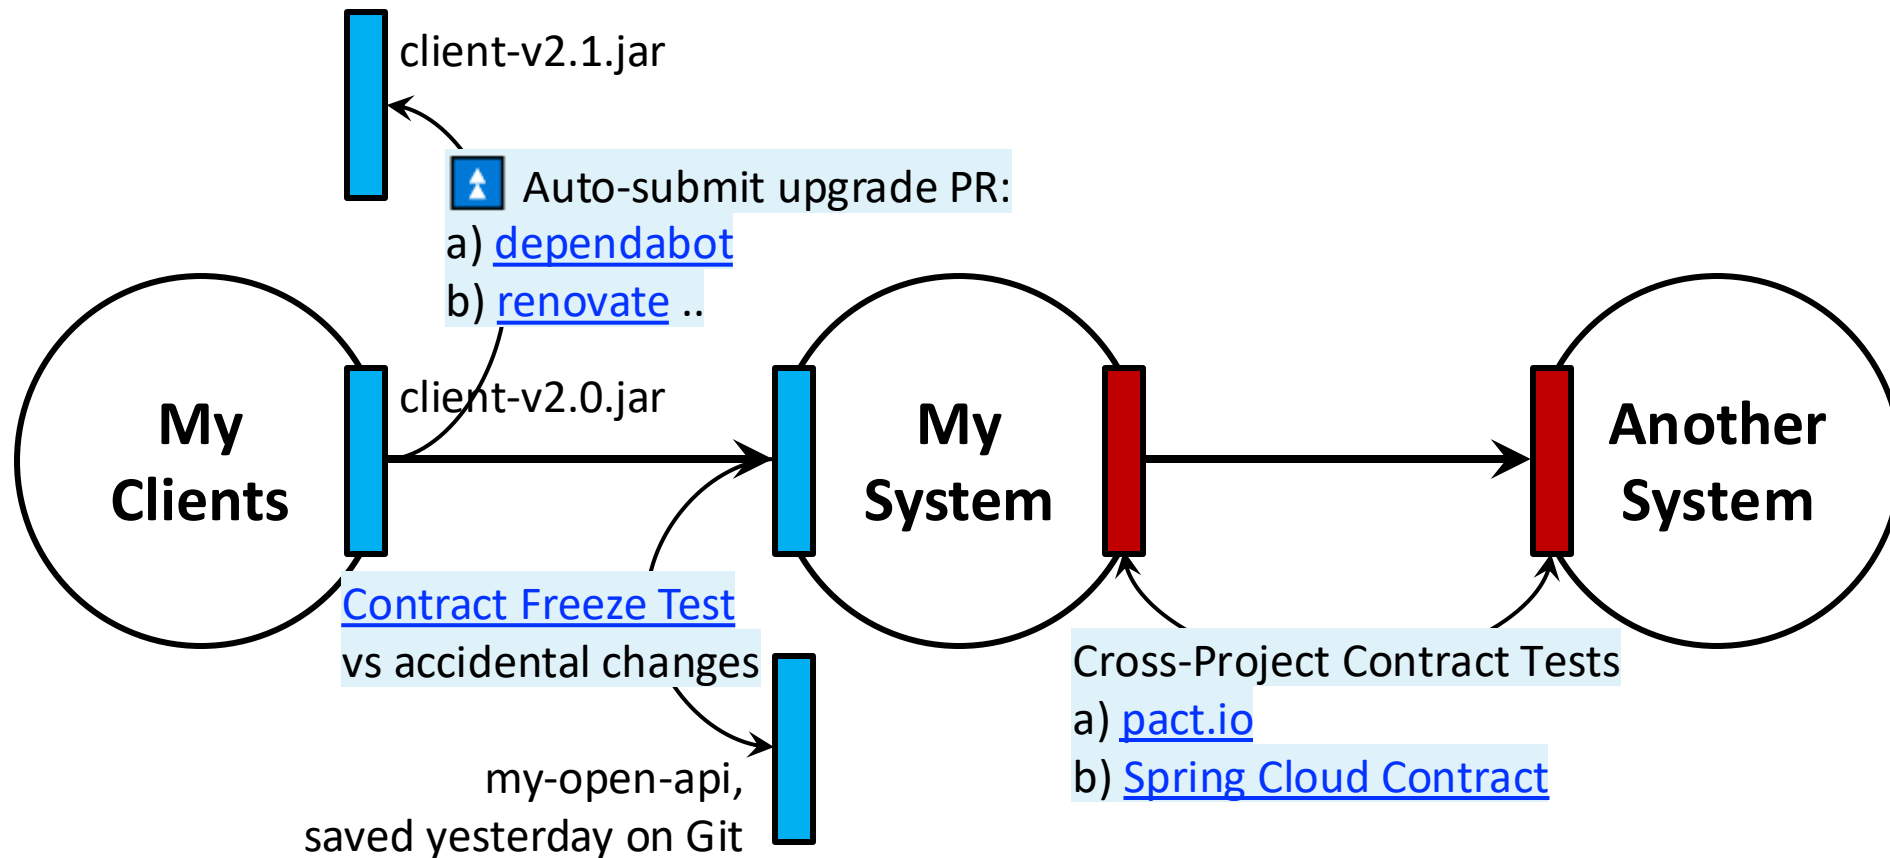 client-v2.1.jar
Auto-submit upgrade PR:
a) dependabot
b) renovate ..
client-v2.0.jar
My
Clients
My
System
Another
System
Contract Freeze Test
vs accidental changes
my-open-api,
saved yesterday on Git
Cross-Project Contract Tests
a) pact.io
b) Spring Cloud Contract